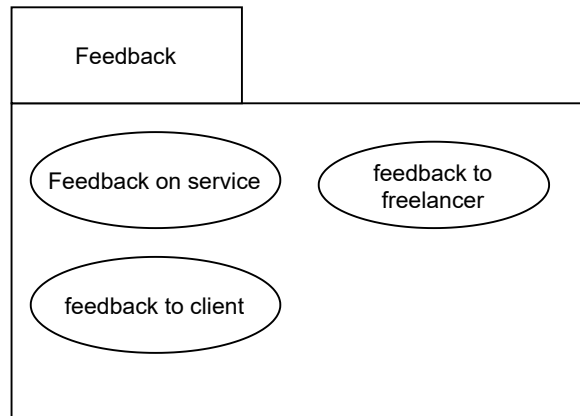 Feedback
Feedback on service
feedback to
freelancer
feedback to client